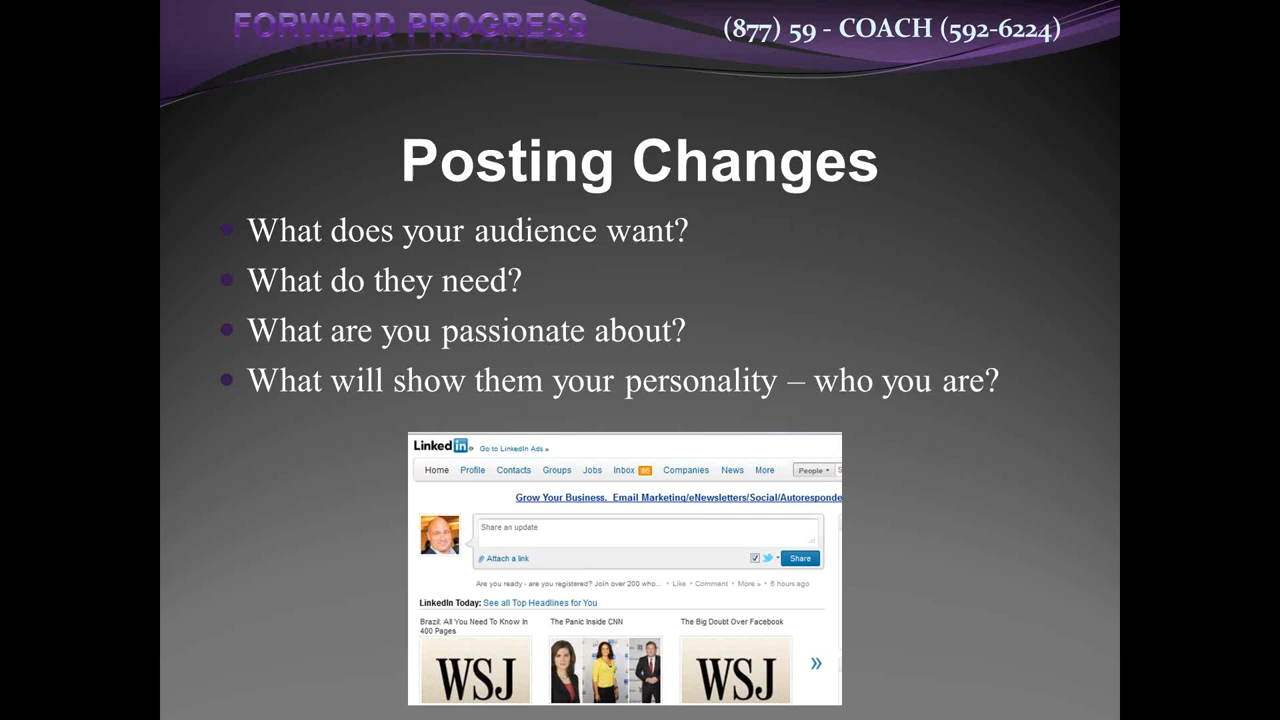 FORWARD PROGRESS
(877) 59 - COACH (592-6224)
Posting Changes
What does your audience want?
What do they need?
What are you passionate about?
What will show them your personality – who you are?
Linked in Go to LinkedIn Ads »
Home Profile Contacts Groups Jobs Inbox Companies News More People
Grow Your Business. Email Marketing/eNewsletters/Social/Autoresponde
Share an update
Attach a link Share
Are you ready - are you registered? Join over 200 who... • Like • Comment • More » • 6 hours ago
LinkedIn Today: See all Top Headlines for You
Brazil: All You Need To Know In
400 Pages
The Panic Inside CNN
The Big Doubt Over Facebook
WSJ
WSJ